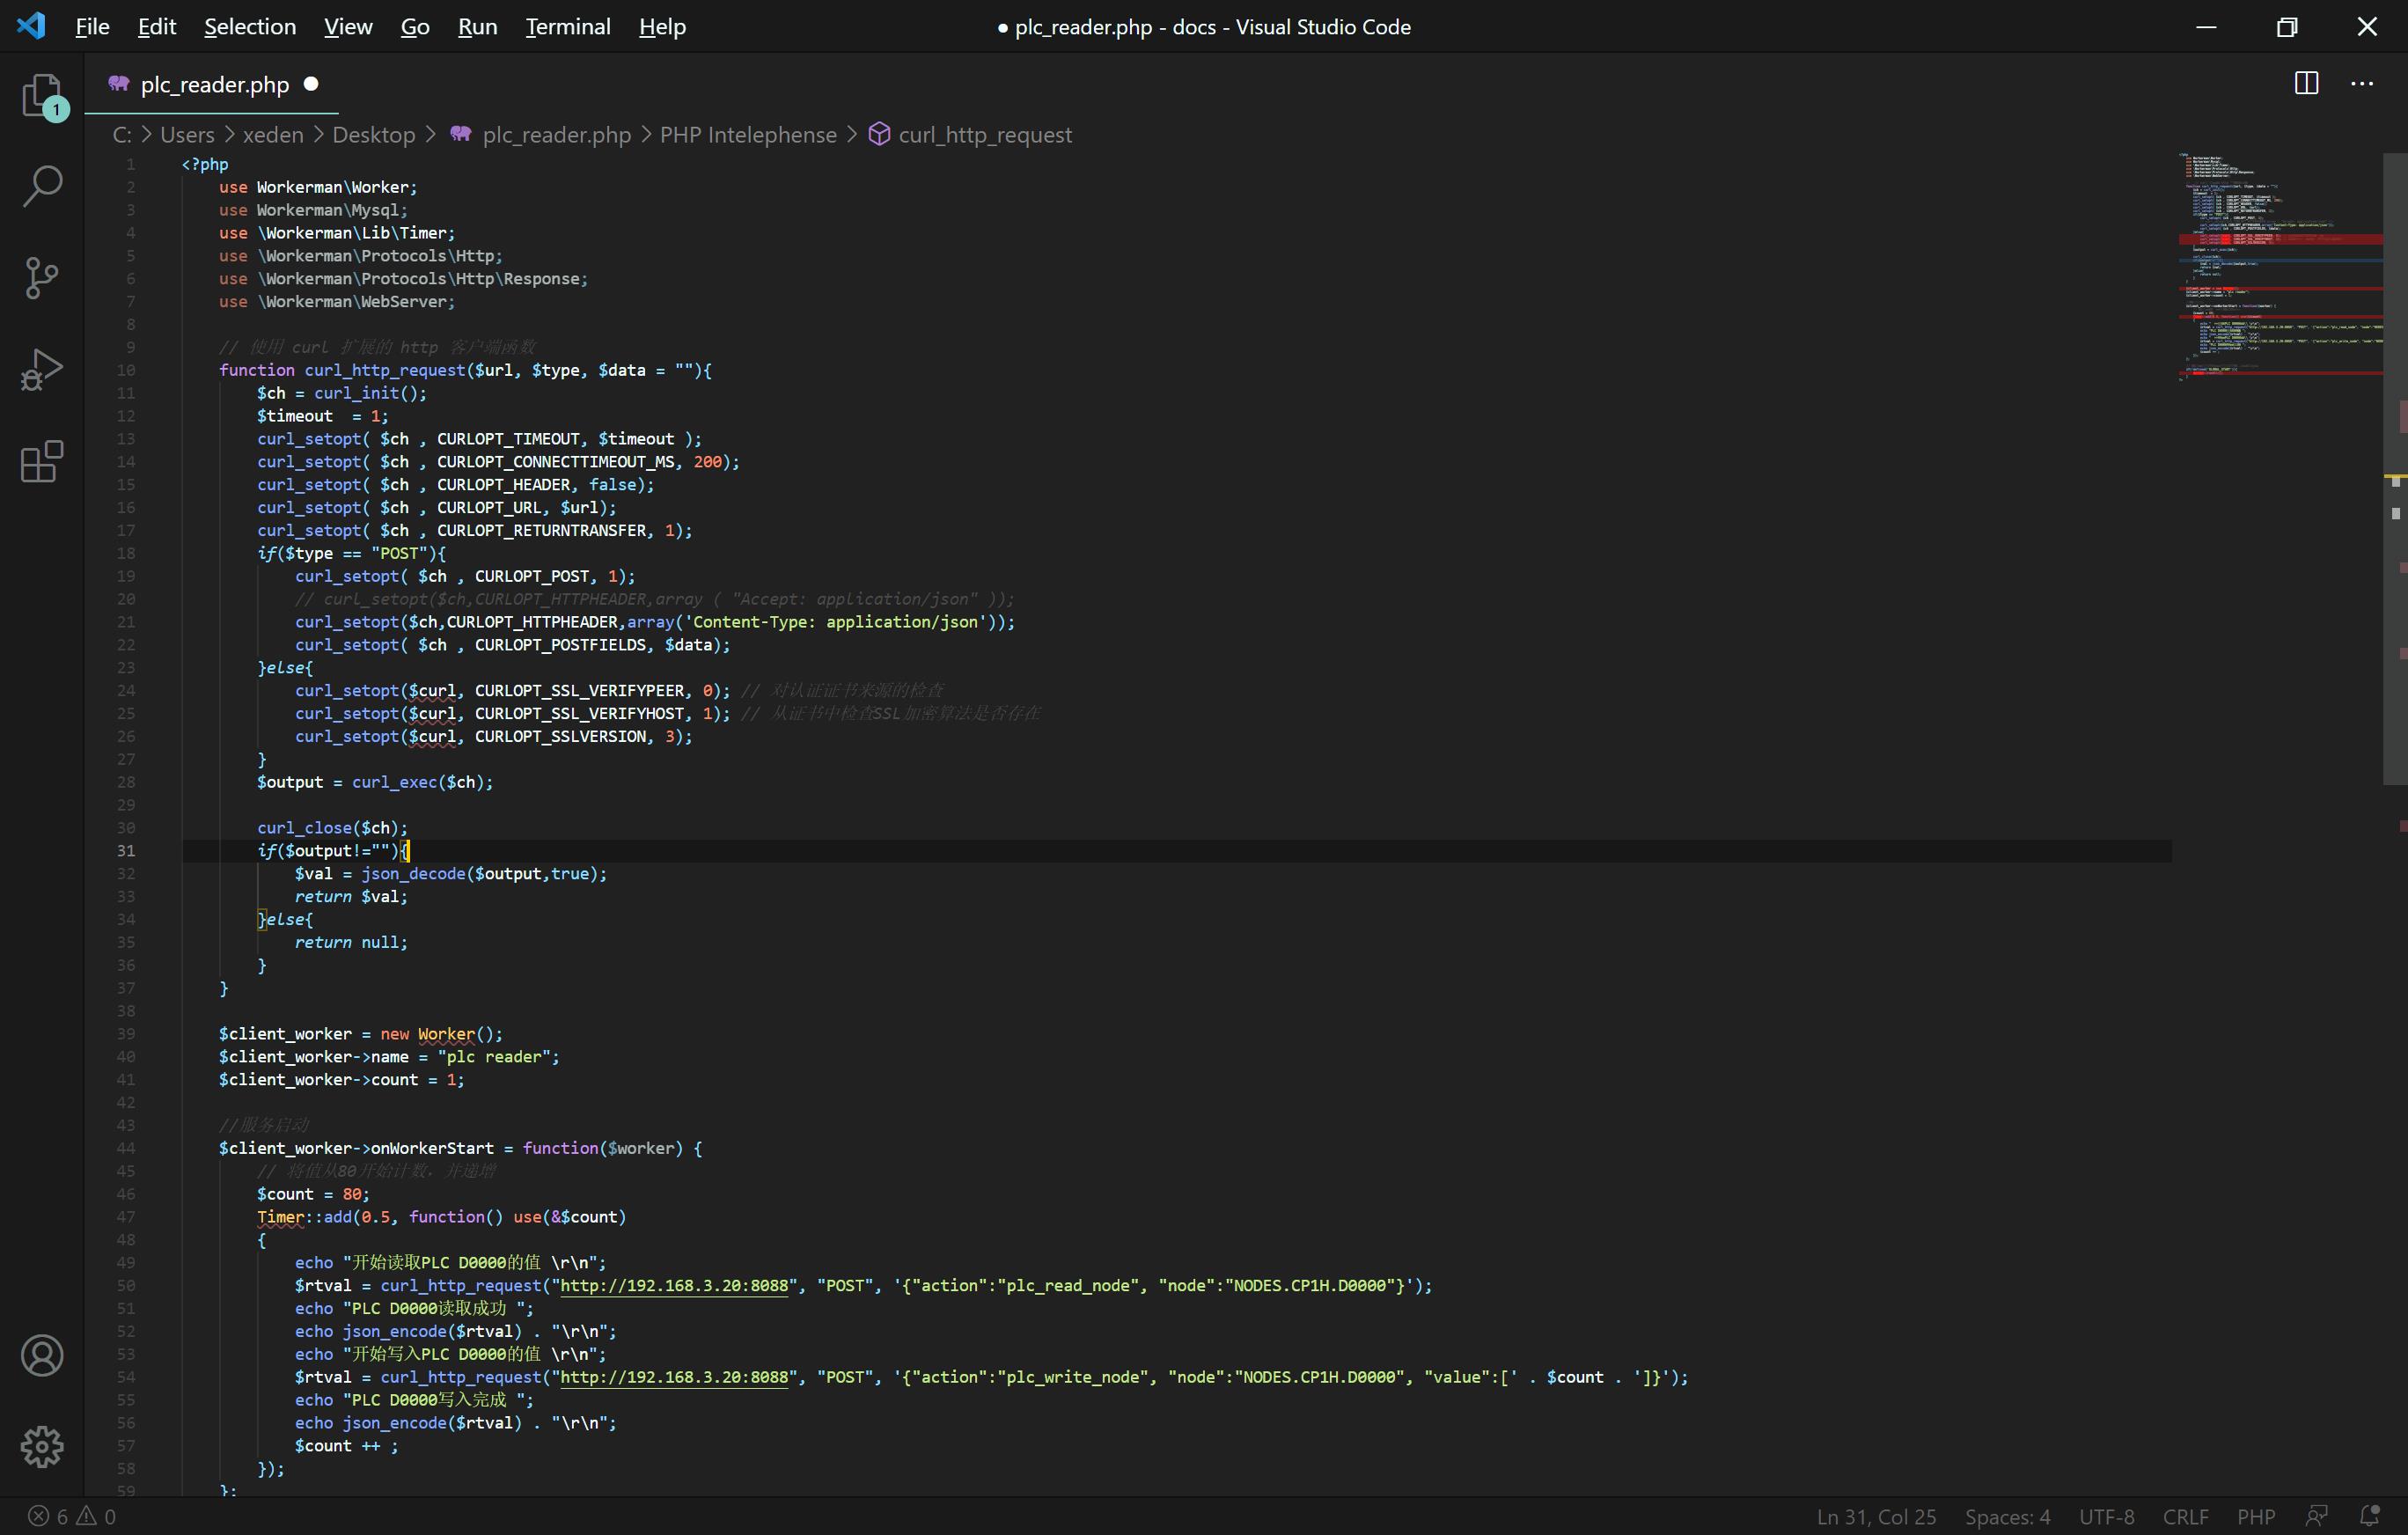 File Edit Selection View Go Run Terminal Help
● plc_reader.php - docs - Visual Studio Code
plc_reader.php ●
1
C: > Users > xeden > Desktop > plc_reader.php > PHP Intelephense > curl_http_request
1 <?php
2 use Workerman\Worker;
3 use Workerman\Mysql;
4 use \Workerman\Lib\Timer;
5 use \Workerman\Protocols\Http;
6 use \Workerman\Protocols\Http\Response;
7 use \Workerman\WebServer;
8
9 // 使用 curl 扩展的 http 客户端函数
10 function curl_http_request($url, $type, $data = ""){
11 $ch = curl_init();
12 $timeout  = 1;
13 curl_setopt( $ch , CURLOPT_TIMEOUT, $timeout );
14 curl_setopt( $ch , CURLOPT_CONNECTTIMEOUT_MS, 200);
15 curl_setopt( $ch , CURLOPT_HEADER, false);
16 curl_setopt( $ch , CURLOPT_URL, $url);
17 curl_setopt( $ch , CURLOPT_RETURNTRANSFER, 1);
18 if($type == "POST"){
19 curl_setopt( $ch , CURLOPT_POST, 1);
20 // curl_setopt($ch,CURLOPT_HTTPHEADER,array ( "Accept: application/json" ));
21 curl_setopt($ch,CURLOPT_HTTPHEADER,array('Content-Type: application/json'));
22 curl_setopt( $ch , CURLOPT_POSTFIELDS, $data);
23 }else{
24 curl_setopt($curl, CURLOPT_SSL_VERIFYPEER, 0); // 对认证证书来源的检查
25 curl_setopt($curl, CURLOPT_SSL_VERIFYHOST, 1); // 从证书中检查SSL加密算法是否存在
26 curl_setopt($curl, CURLOPT_SSLVERSION, 3);
27 }
28 $output = curl_exec($ch);
29
30 curl_close($ch);
31 if($output!=""){
32 $val = json_decode($output,true);
33 return $val;
34 }else{
35 return null;
36 }
37 }
38
39 $client_worker = new Worker();
40 $client_worker->name = "plc reader";
41 $client_worker->count = 1;
42
43 //服务启动
44 $client_worker->onWorkerStart = function($worker) {
45 // 将值从80开始计数，并递增
46 $count = 80;
47 Timer::add(0.5, function() use(&$count)
48 {
49 echo "开始读取PLC D0000的值 \r\n";
50 $rtval = curl_http_request("http://192.168.3.20:8088", "POST", '{"action":"plc_read_node", "node":"NODES.CP1H.D0000"}');
51 echo "PLC D0000读取成功 ";
52 echo json_encode($rtval) . "\r\n";
53 echo "开始写入PLC D0000的值 \r\n";
54 $rtval = curl_http_request("http://192.168.3.20:8088", "POST", '{"action":"plc_write_node", "node":"NODES.CP1H.D0000", "value":[' . $count . ']}');
55 echo "PLC D0000写入完成 ";
56 echo json_encode($rtval) . "\r\n";
57 $count ++ ;
58 });
59 };
6 0
Ln 31, Col 25 Spaces: 4 UTF-8 CRLF PHP